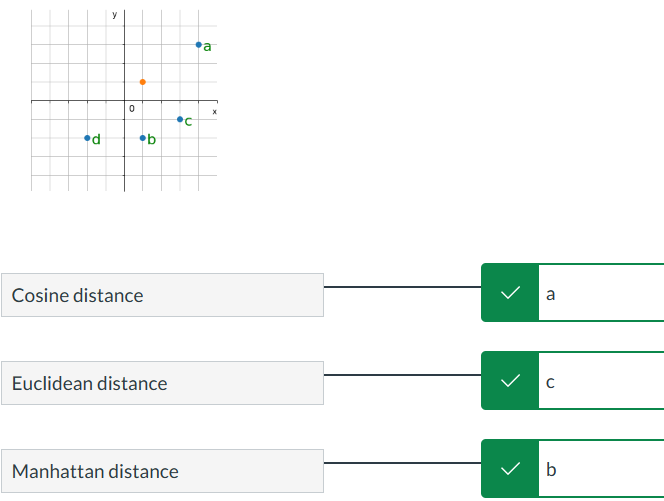 y
a
0
x
c
d
b
Cosine distance
a
Euclidean distance
c
Manhattan distance
b